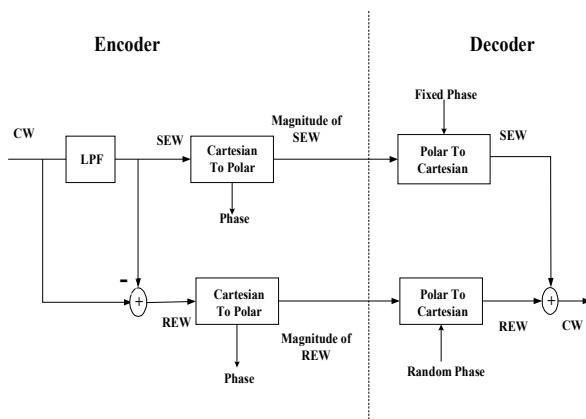 Encoder
Decoder
Fixed Phase
CW
LPF
SEW
Cartesian
To Polar
Magnitude of
SEW
Polar To
Cartesian
SEW
Phase
-
+
REW
Cartesian
To Polar
Magnitude of
REW
Polar To
Cartesian
REW
+
CW
Phase
Random Phase